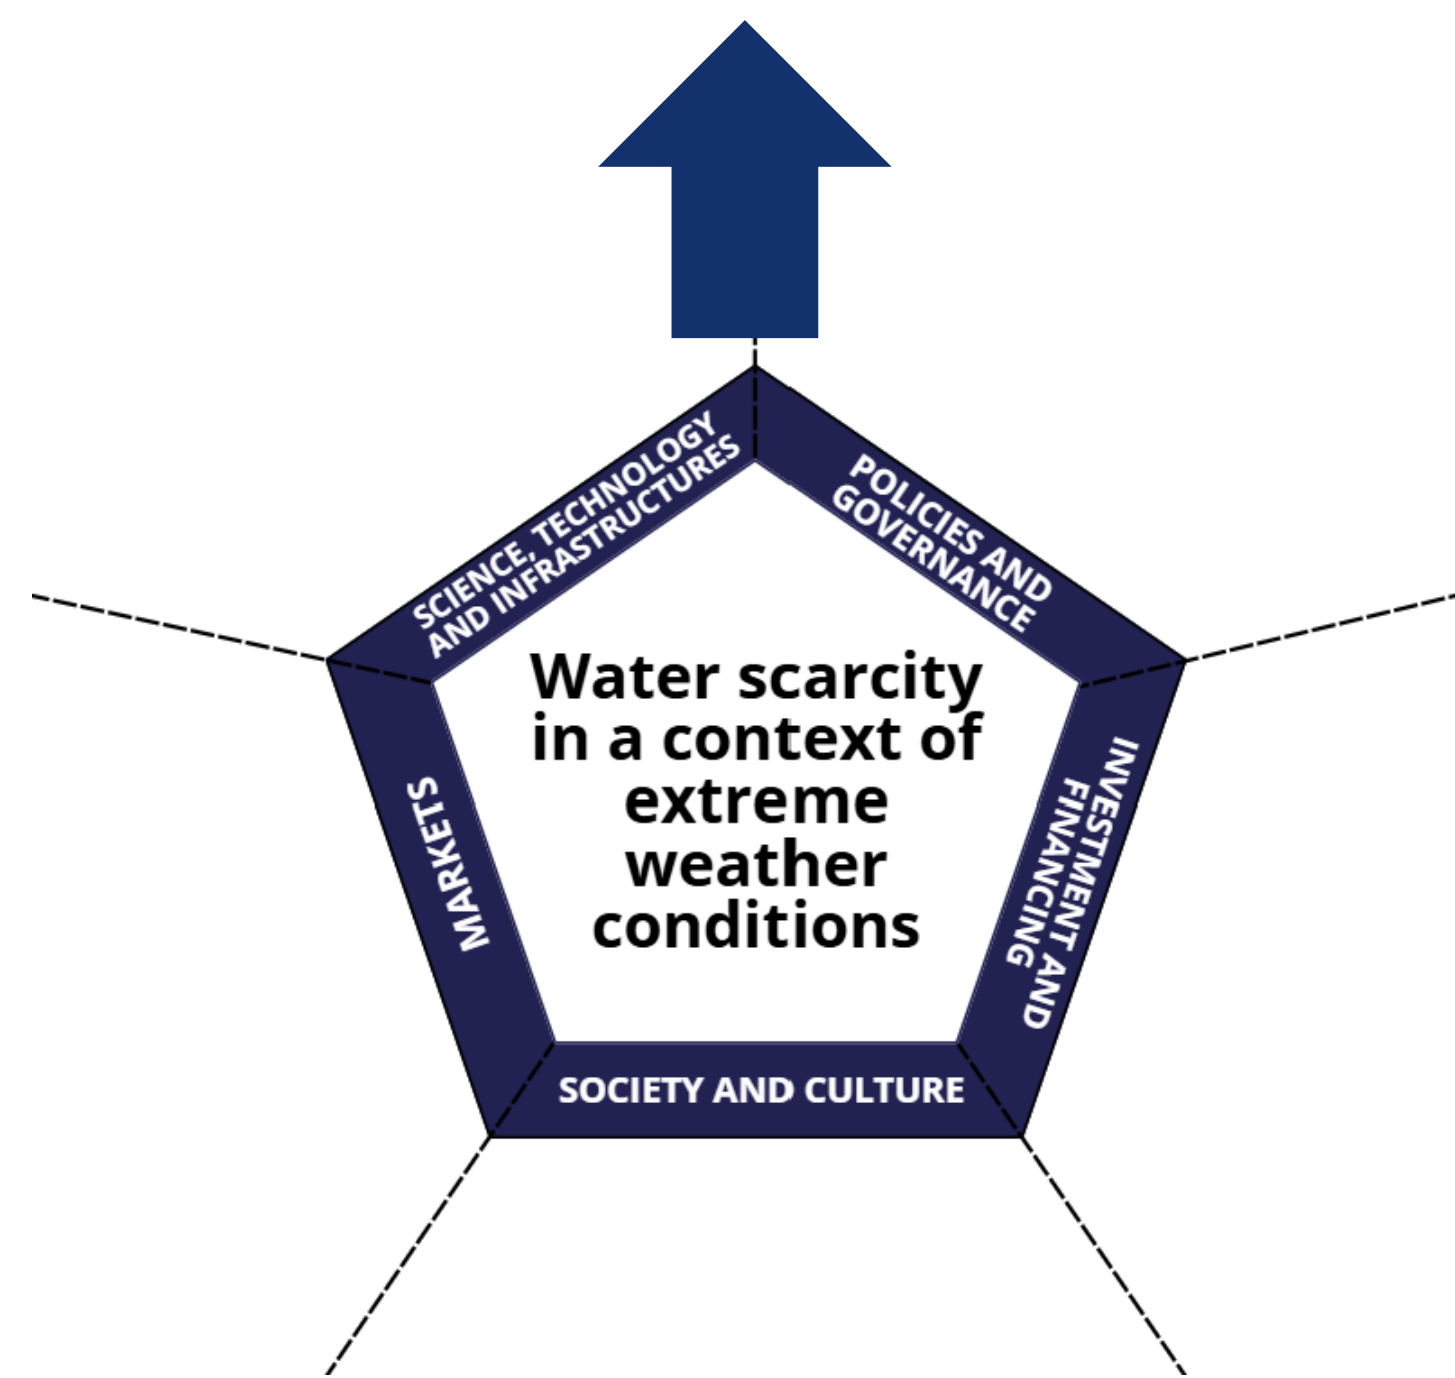 SCIENCE, TECHNOLOGY
AND INFRASTRUCTURES
POLICIES AND
GOVERNANCE
Water scarcity
in a context of
extreme
weather
conditions
MARKETS
INVESTMENT AND
FINANCING
SOCIETY AND CULTURE